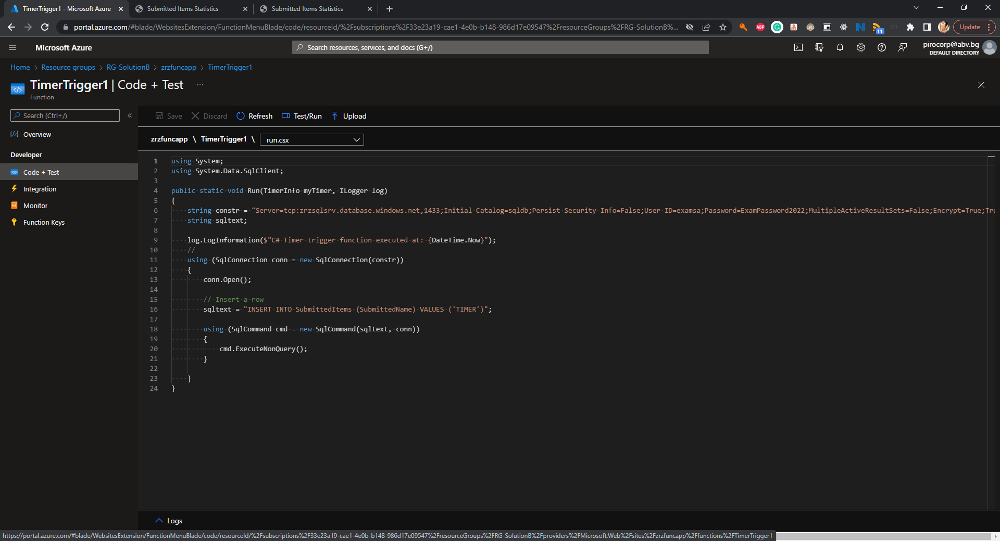 TimerTrigger1 - Microsoft Azure
Submitted Items Statistics
Submitted Items Statistics
portal.azure.com/#blade/WebsitesExtension/FunctionMenuBlade/code/resourceId/%2Fsubscriptions%2F33e23a19-cae1-4e0b-b148-986d17e09547%2FresourceGroups%2FRG-SolutionB%...
ABP
11
Update
Microsoft Azure
Search resources, services, and docs (G+/)
pirocorp@abv.bg
DEFAULT DIRECTORY
Home > Resource groups > RG-SolutionB > zrzfuncapp > TimerTrigger1
TimerTrigger1 | Code + Test ...
Function
Search (Ctrl+/)
«
Save
Discard
Refresh
Test/Run
Upload
Overview
Developer
Code + Test
Integration
Monitor
Function Keys
zrzfuncapp \ TimerTrigger1 \ run.csx
1 using System;
2 using System.Data.SqlClient;
3
4 public static void Run(TimerInfo myTimer, ILogger log)
5 {
6 string constr = "Server=tcp:zrzsqlsrv.database.windows.net,1433;Initial Catalog=sqldb;Persist Security Info=False;User ID=examsa;Password=ExamPassword2022;MultipleActiveResultSets=False;Encrypt=True;Tru
7 string sqltext;
8
9 log.LogInformation($"C# Timer trigger function executed at: {DateTime.Now}");
10 //
11 using (SqlConnection conn = new SqlConnection(constr))
12 {
13 conn.Open();
14
15 // Insert a row
16 sqltext = "INSERT INTO SubmittedItems (SubmittedName) VALUES ('TIMER')";
17
18 using (SqlCommand cmd = new SqlCommand(sqltext, conn))
19 {
20 cmd.ExecuteNonQuery();
21 }
22
23 }
24 }
Logs
https://portal.azure.com/#blade/WebsitesExtension/FunctionMenuBlade/code/resourceId/%2Fsubscriptions%2F33e23a19-cae1-4e0b-b148-986d17e09547%2FresourceGroups%2FRG-SolutionB%2Fproviders%2FMicrosoft.Web%2Fsites%2Fzrzfuncapp%2Ffunctions%2FTimerTrigger1